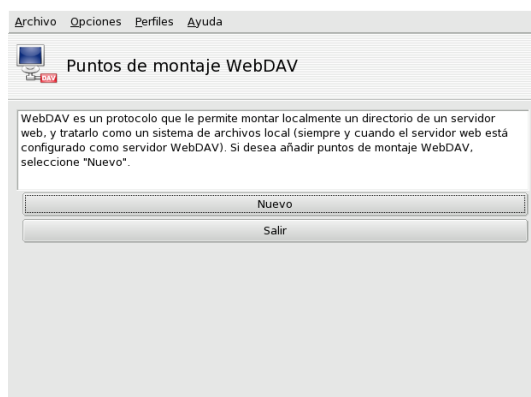 Archivo Opciones Perfiles Ayuda
DAV
Puntos de montaje WebDAV
WebDAV es un protocolo que le permite montar localmente un directorio de un servidor
web, y tratarlo como un sistema de archivos local (siempre y cuando el servidor web está
configurado como servidor WebDAV). Si desea añadir puntos de montaje WebDAV,
seleccione "Nuevo".
Nuevo
Salir